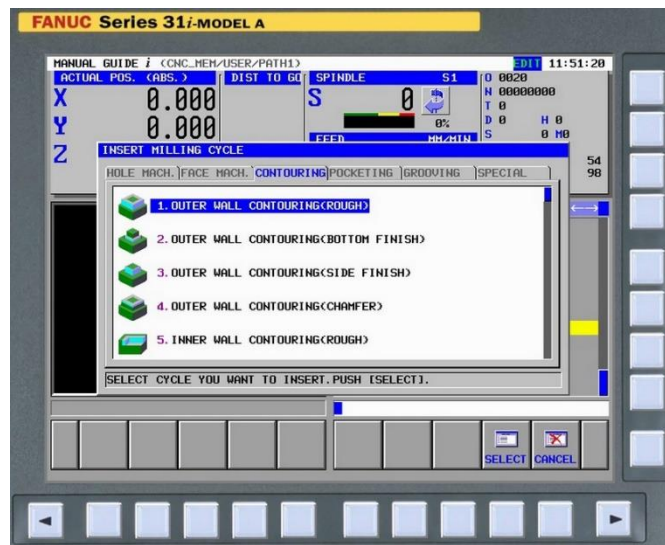 FANUC Series 31i-MODEL A
MANUAL GUIDE i (CNC_MEM/USER/PATH1) EDIT 11:51:20
ACTUAL POS. (ABS.) DIST TO GO SPINDLE S1 O 0020
N 00000000
X 0.000 S 0 T 0
D 0 H 0
Y 0.000 0% S 0 M0
FEED MM/MIN
Z INSERT MILLING CYCLE
54
HOLE MACH. FACE MACH. CONTOURING POCKETING GROOVING SPECIAL 98
1. OUTER WALL CONTOURING(ROUGH)
2. OUTER WALL CONTOURING(BOTTOM FINISH)
3. OUTER WALL CONTOURING(SIDE FINISH)
4. OUTER WALL CONTOURING(CHAMFER)
5. INNER WALL CONTOURING(ROUGH)
SELECT CYCLE YOU WANT TO INSERT.PUSH [SELECT].
SELECT CANCEL